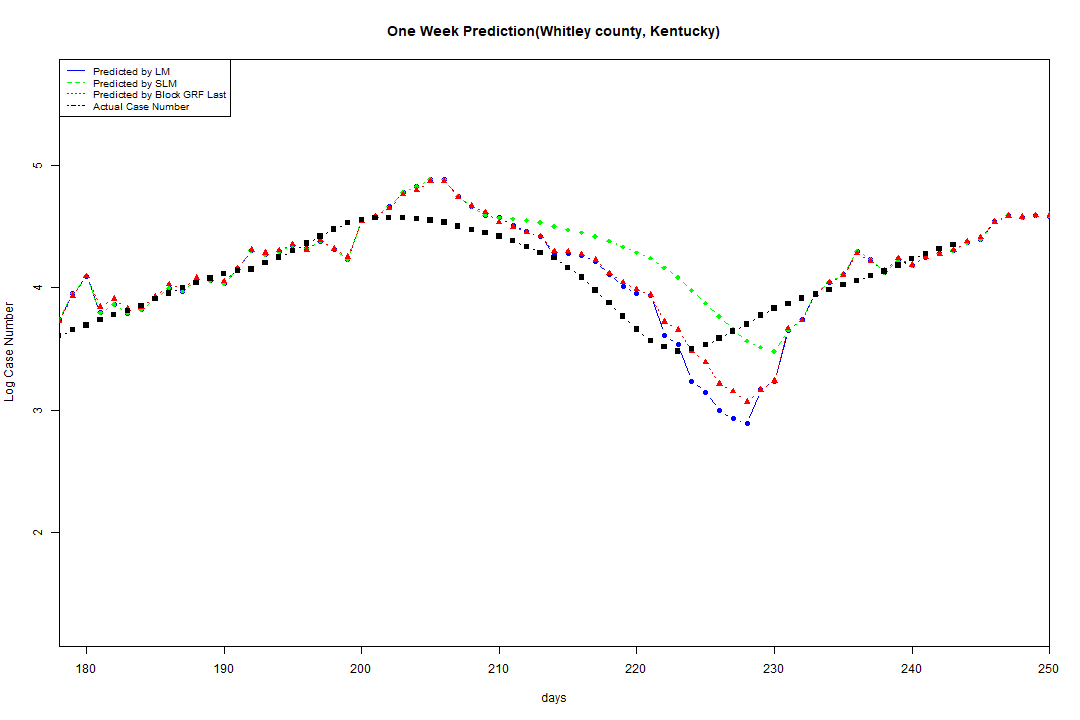 One Week Prediction(Whitley county, Kentucky)
Predicted by LM
Predicted by SLM
Predicted by Block GRF Last
Actual Case Number
5
4
3
2
Log Case Number
180 190 200 210 220 230 240 250
days